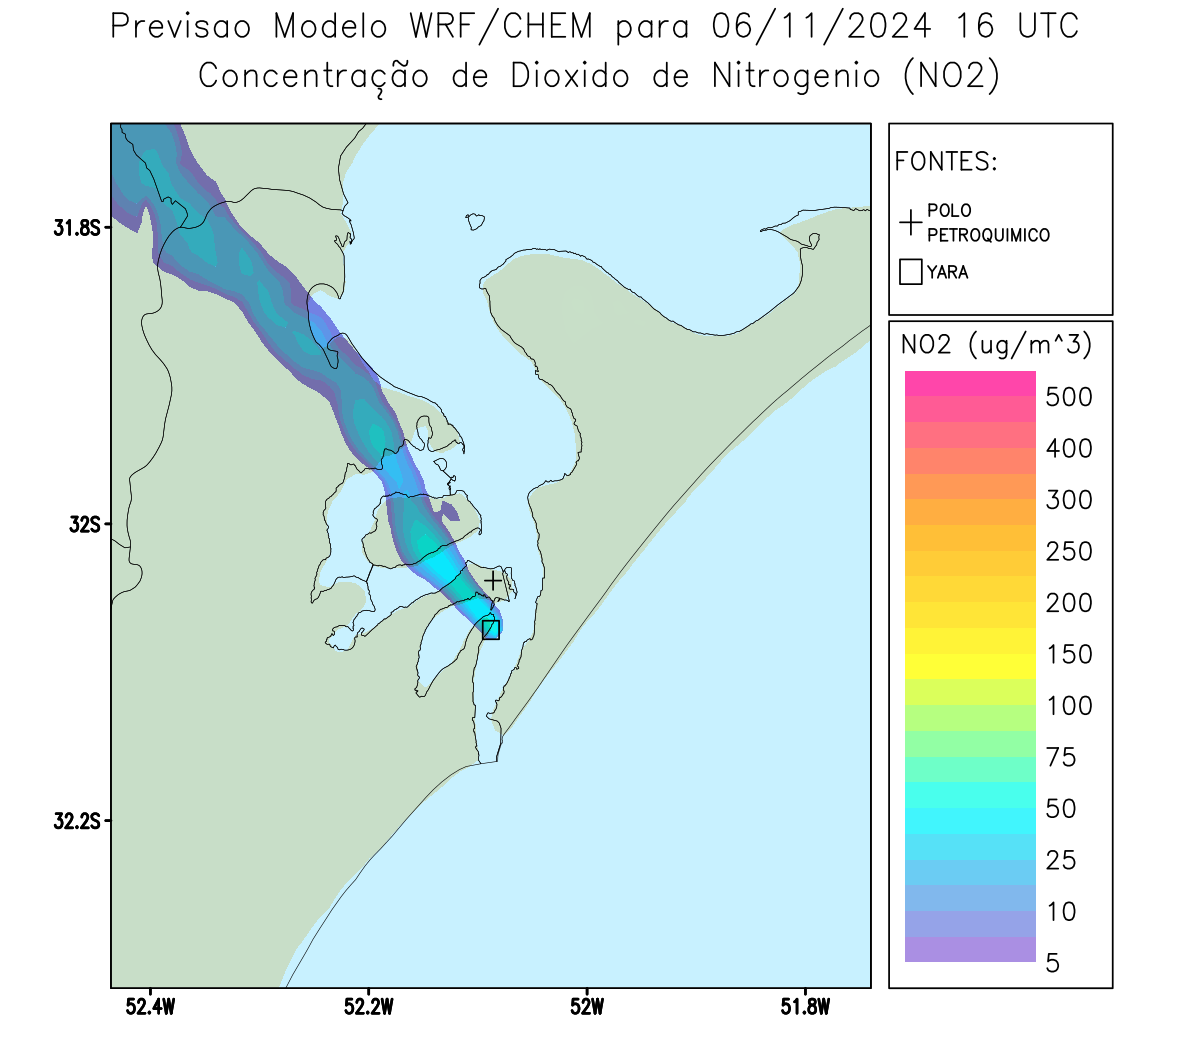 Previsao Modelo WRF/CHEM para 06/11/2024 16 UTC
Concentração de Dioxido de Nitrogenio (NO2)
FONTES:
POLO
PETROQUIMICO
YARA
NO2 (ug/m^3)
500
400
300
250
200
150
100
75
50
25
10
5
31.8S
32S
32.2S
52.4W
52.2W
52W
51.8W